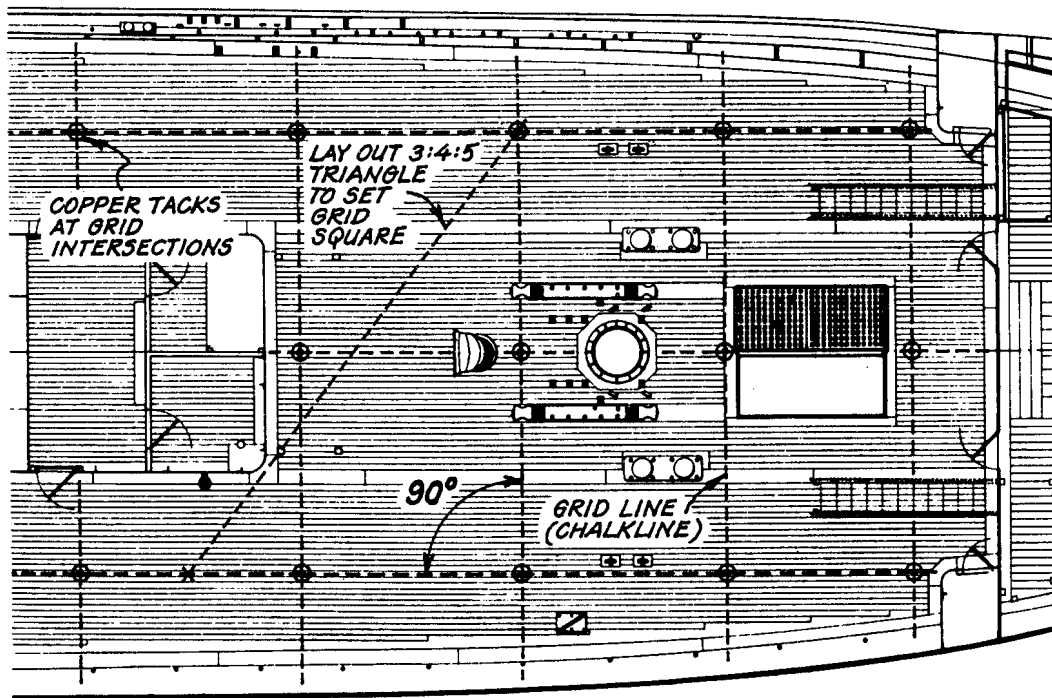 LAY OUT 3:4:5
TRIANGLE
TO SET
GRID
SQUARE
COPPER TACKS
AT GRID
INTERSECTIONS
90°
GRID LINE
(CHALKLINE)